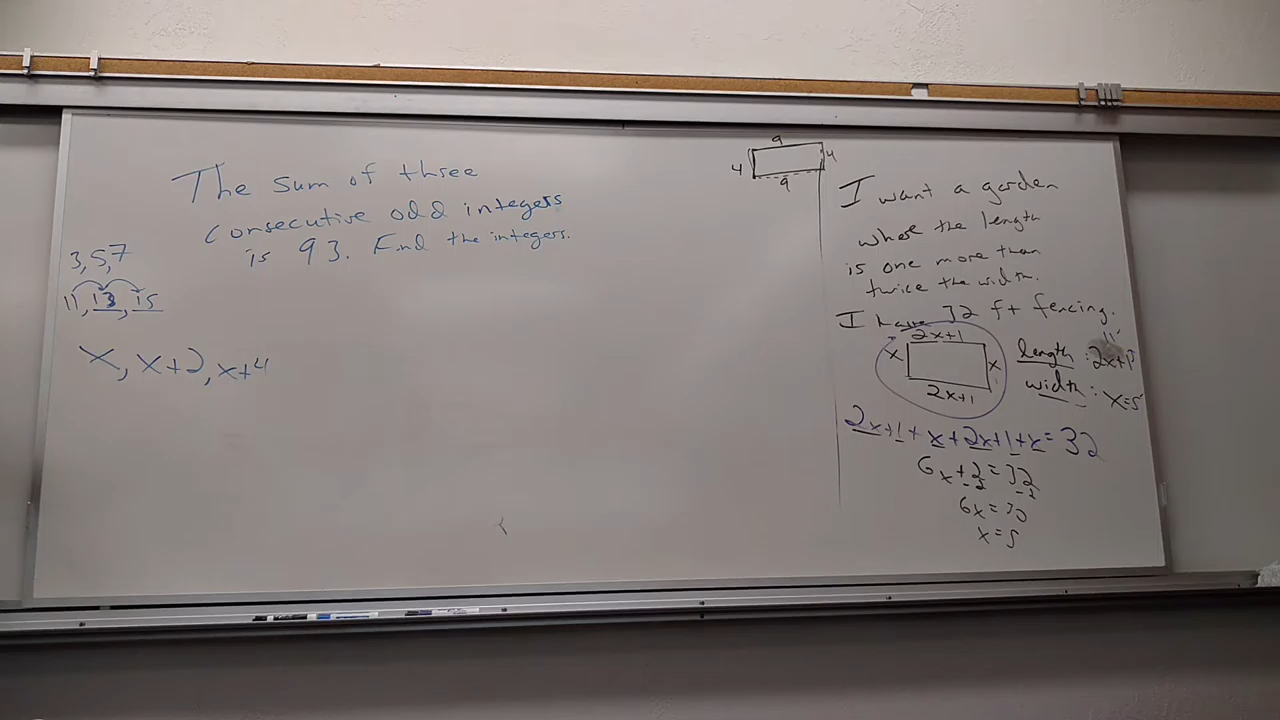 The sum of three
consecutive odd integers
is 93. Find the integers.
3, 5, 7
11, 13, 15
x, x+2, x+4
9
4
4
9
I want a garden
where the length
is one more than
twice the width.
I have 32 ft fencing.
2x+1
x
x
2x+1
length : 2x+1
11'
width : x=5'
2x+1+x+2x+1+x=32
6x+2=32
-2 -2
6x=30
x=5